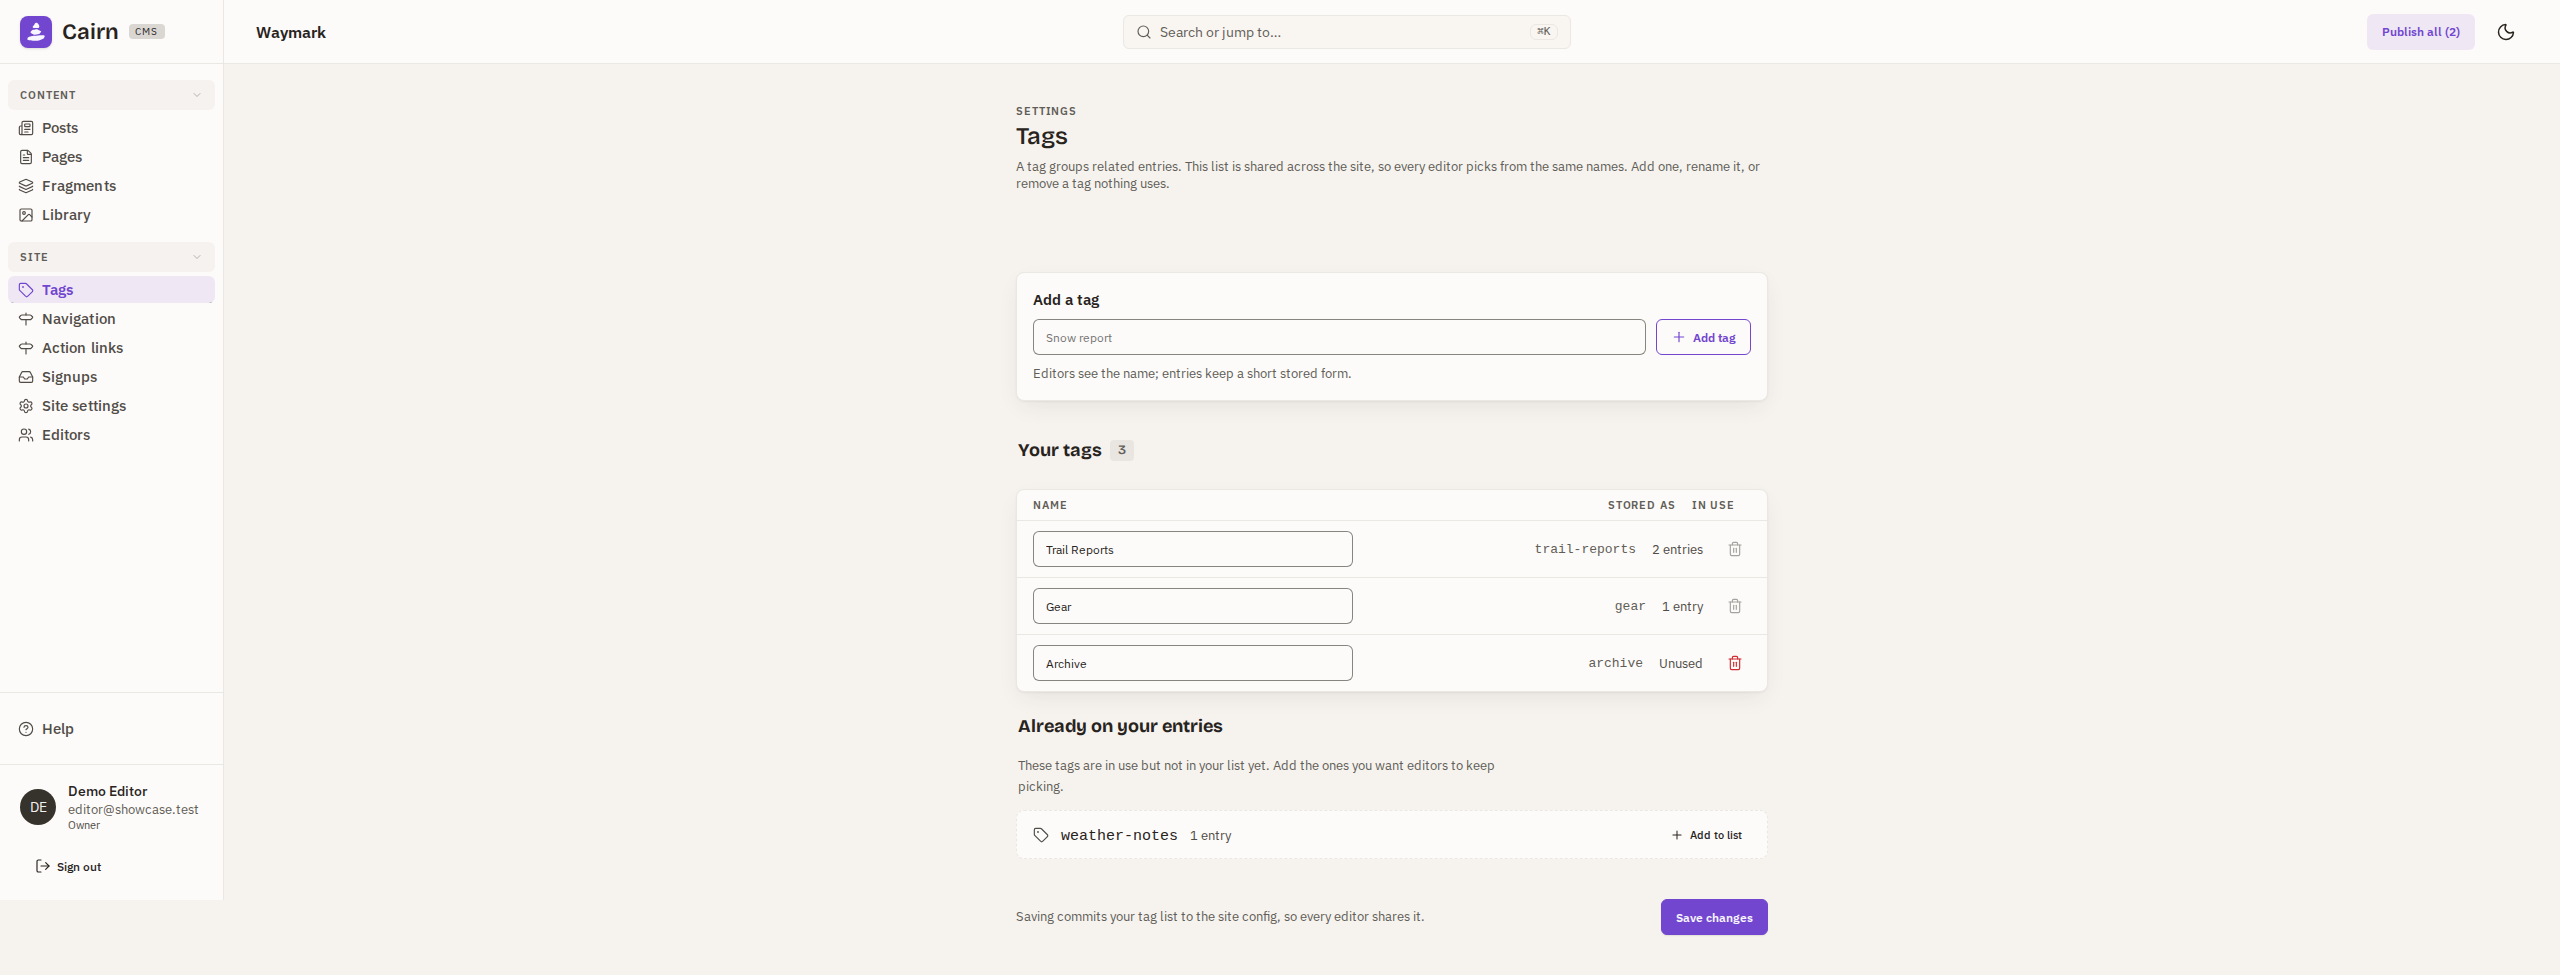 Cairn CMS
Waymark
Search or jump to...
⌘K
Publish all (2)
CONTENT
Posts
Pages
Fragments
Library
SITE
Tags
Navigation
Action links
Signups
Site settings
Editors
Help
DE
Demo Editor
editor@showcase.test
Owner
Sign out
SETTINGS
Tags
A tag groups related entries. This list is shared across the site, so every editor picks from the same names. Add one, rename it, or
remove a tag nothing uses.
Add a tag
Snow report
Add tag
Editors see the name; entries keep a short stored form.
Your tags 3
NAME STORED AS IN USE
Trail Reports trail-reports 2 entries
Gear gear 1 entry
Archive archive Unused
Already on your entries
These tags are in use but not in your list yet. Add the ones you want editors to keep
picking.
weather-notes 1 entry Add to list
Saving commits your tag list to the site config, so every editor shares it.
Save changes